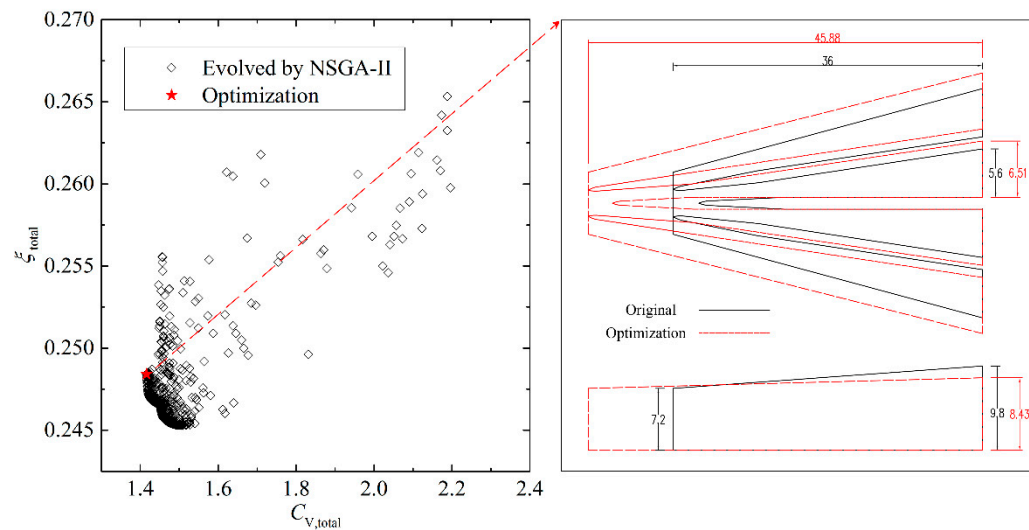 0.270
0.265
0.260
0.255
0.250
0.245
ξtotal
Evolved by NSGA-II
Optimization
1.4 1.6 1.8 2.0 2.2 2.4
CV,total
45.88
36
5,6
6.51
Original
Optimization
7,2
9,8
8.43